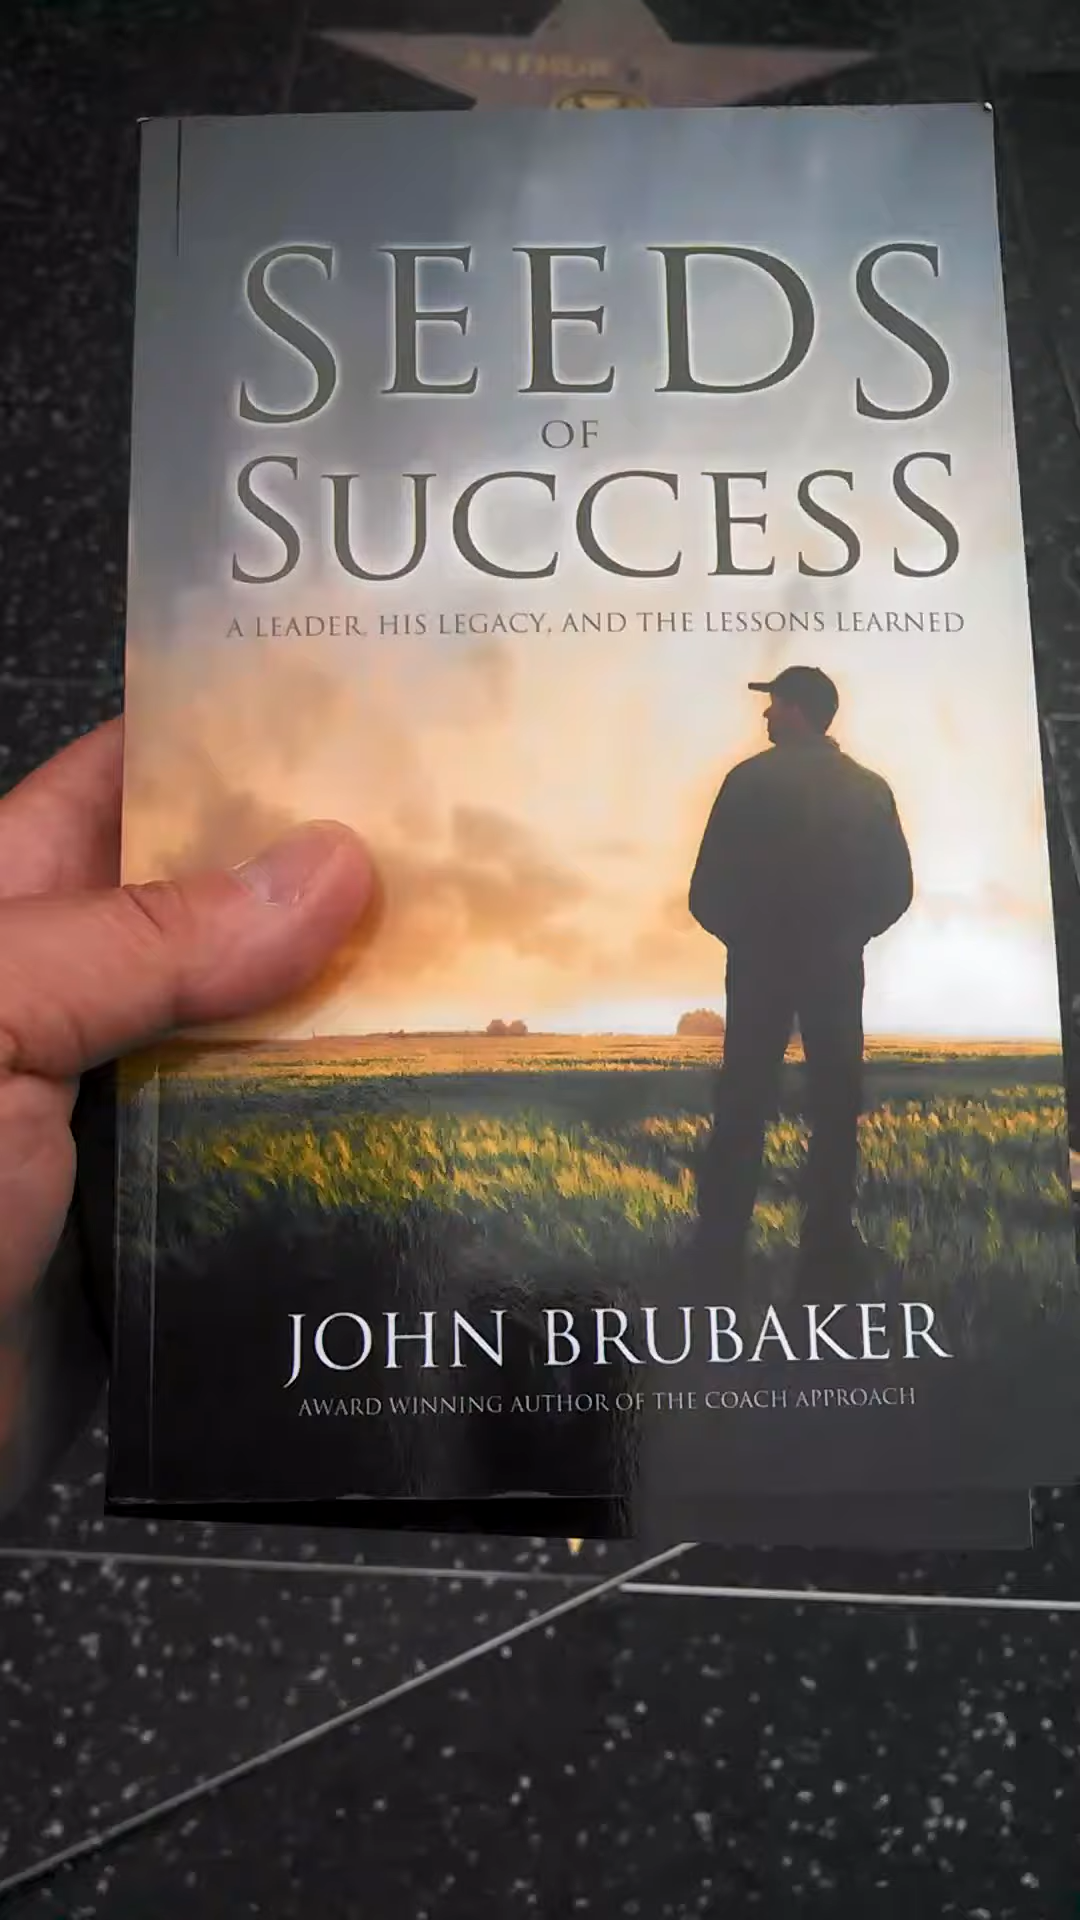 ARTHUR
SEEDS
OF
SUCCESS
A LEADER, HIS LEGACY, AND THE LESSONS LEARNED
JOHN BRUBAKER
AWARD WINNING AUTHOR OF THE COACH APPROACH